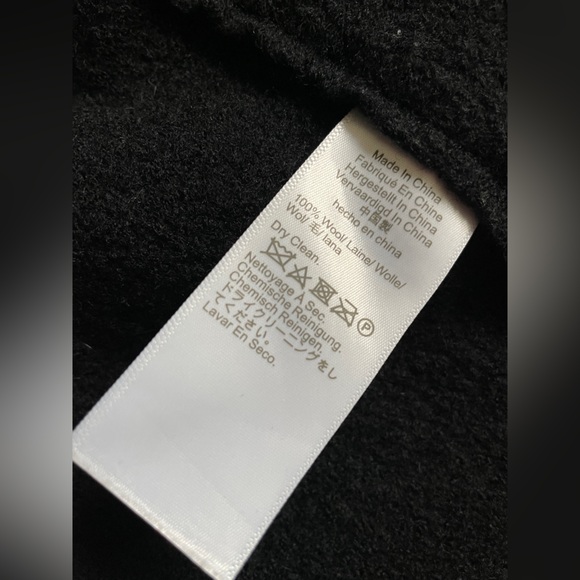 Made In China
Fabriqué En Chine
Hergestellt In China
Vervaardigd In China
中国製
hecho en china
100% Wool/ Laine/ Wolle/
Wol/ 毛/ lana
Dry Clean.
P
Nettoyage À Sec.
Chemische Reinigung.
Chemisch Reinigen.
ドライクリーニングをし
てください。
Lavar En Seco.